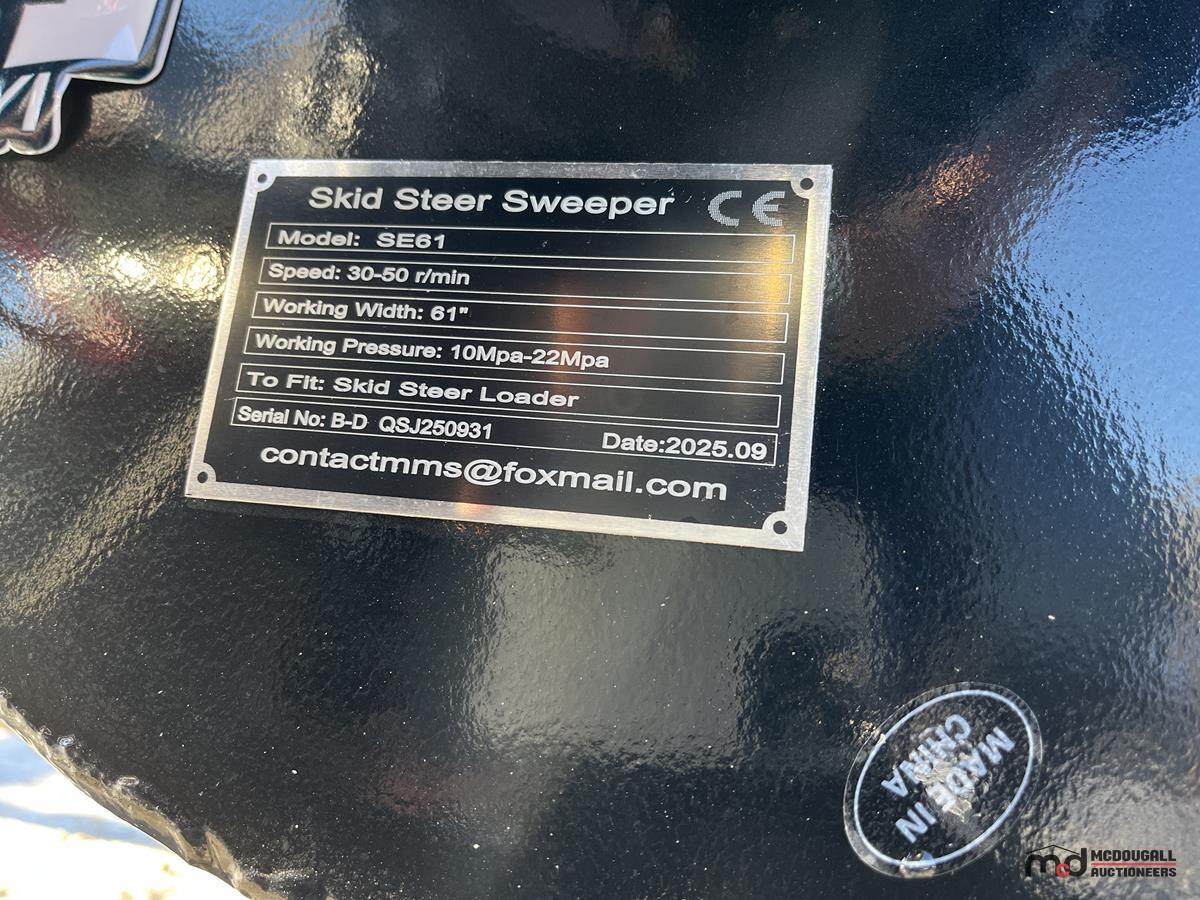 Skid Steer Sweeper CE
Model: SE61
Speed: 30-50 r/min
Working Width: 61"
Working Pressure: 10Mpa-22Mpa
To Fit: Skid Steer Loader
Serial No: B-D QSJ250931 Date:2025.09
contactmms@foxmail.com
MADE IN
CHINA
mcd MCDOUGALL
AUCTIONEERS